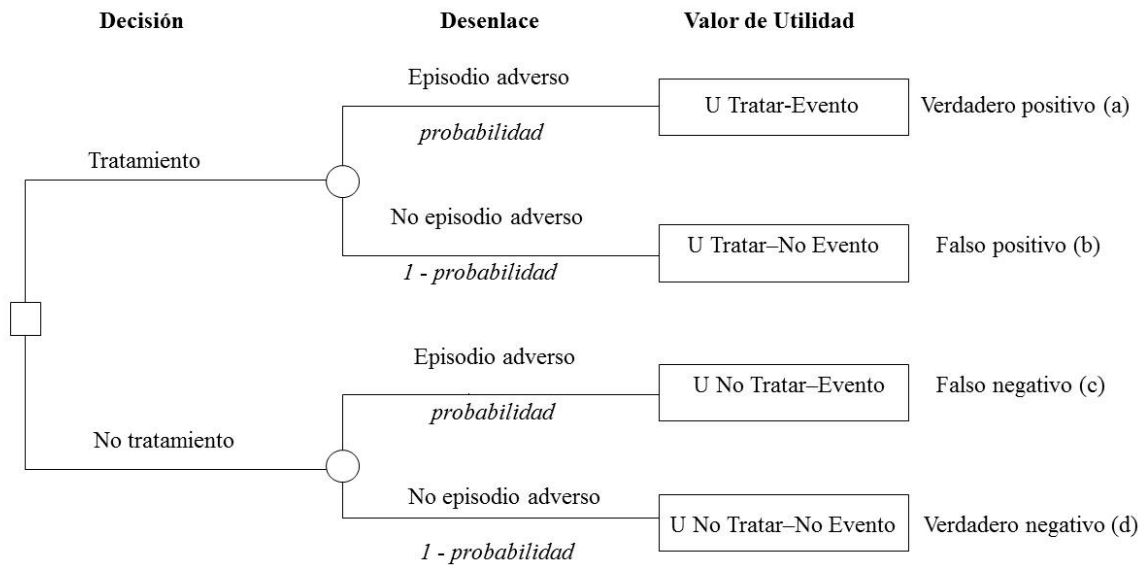 Decisión Desenlace Valor de Utilidad
Episodio adverso
U Tratar-Evento Verdadero positivo (a)
probabilidad
Tratamiento
No episodio adverso
U Tratar–No Evento Falso positivo (b)
1 - probabilidad
Episodio adverso
U No Tratar–Evento Falso negativo (c)
probabilidad
No tratamiento
No episodio adverso
U No Tratar–No Evento Verdadero negativo (d)
1 - probabilidad